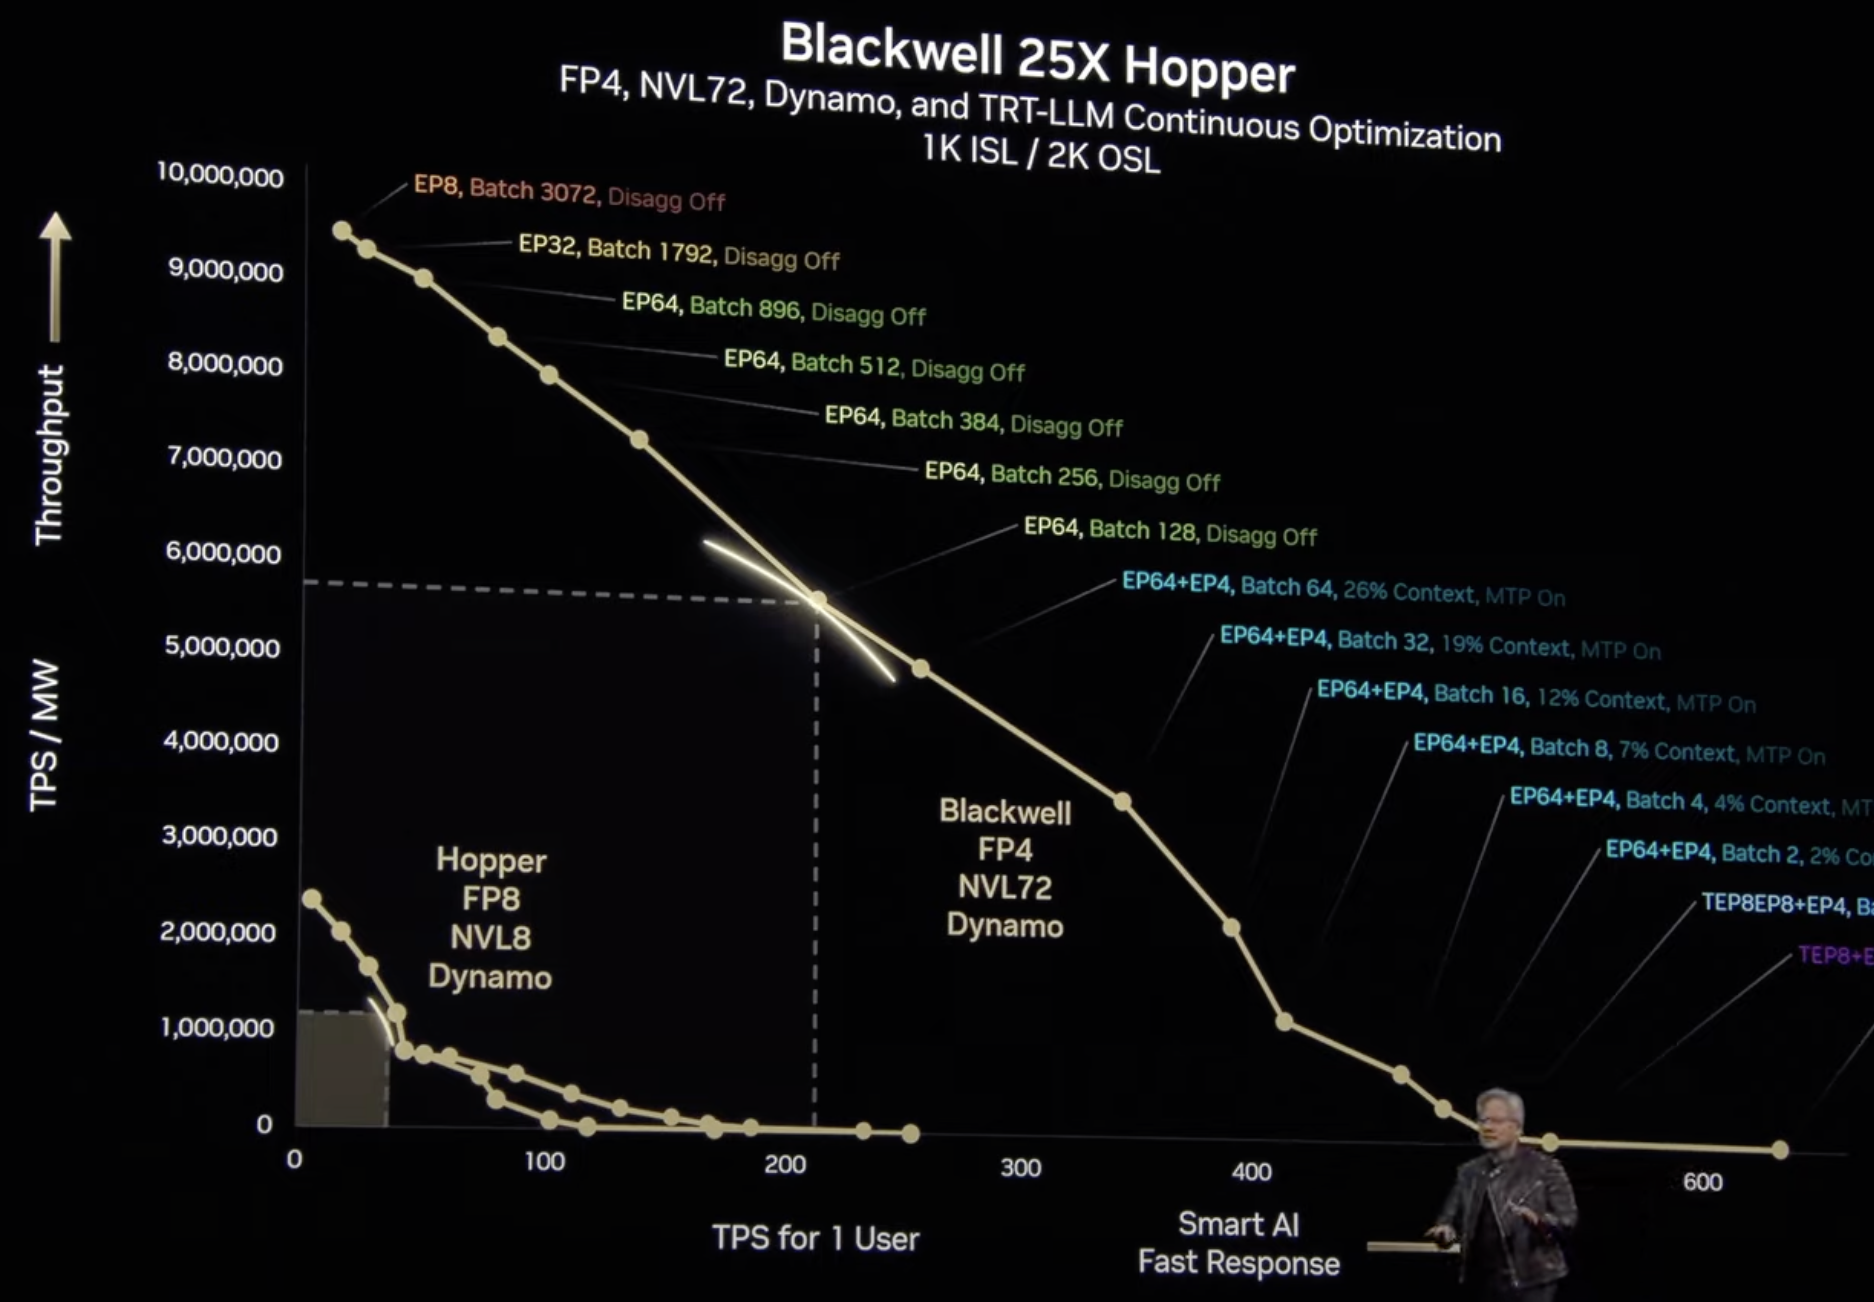 Blackwell 25X Hopper
FP4, NVL72, Dynamo, and TRT-LLM Continuous Optimization
1K ISL / 2K OSL
Throughput
TPS / MW
10,000,000
9,000,000
8,000,000
7,000,000
6,000,000
5,000,000
4,000,000
3,000,000
2,000,000
1,000,000
0
EP8, Batch 3072, Disagg Off
EP32, Batch 1792, Disagg Off
EP64, Batch 896, Disagg Off
EP64, Batch 512, Disagg Off
EP64, Batch 384, Disagg Off
EP64, Batch 256, Disagg Off
EP64, Batch 128, Disagg Off
EP64+EP4, Batch 64, 26% Context, MTP On
EP64+EP4, Batch 32, 19% Context, MTP On
EP64+EP4, Batch 16, 12% Context, MTP On
EP64+EP4, Batch 8, 7% Context, MTP On
EP64+EP4, Batch 4, 4% Context, MT
EP64+EP4, Batch 2, 2% Co
TEP8EP8+EP4, Ba
TEP8+E
Hopper
FP8
NVL8
Dynamo
Blackwell
FP4
NVL72
Dynamo
0 100 200 300 400 600
TPS for 1 User
Smart AI
Fast Response